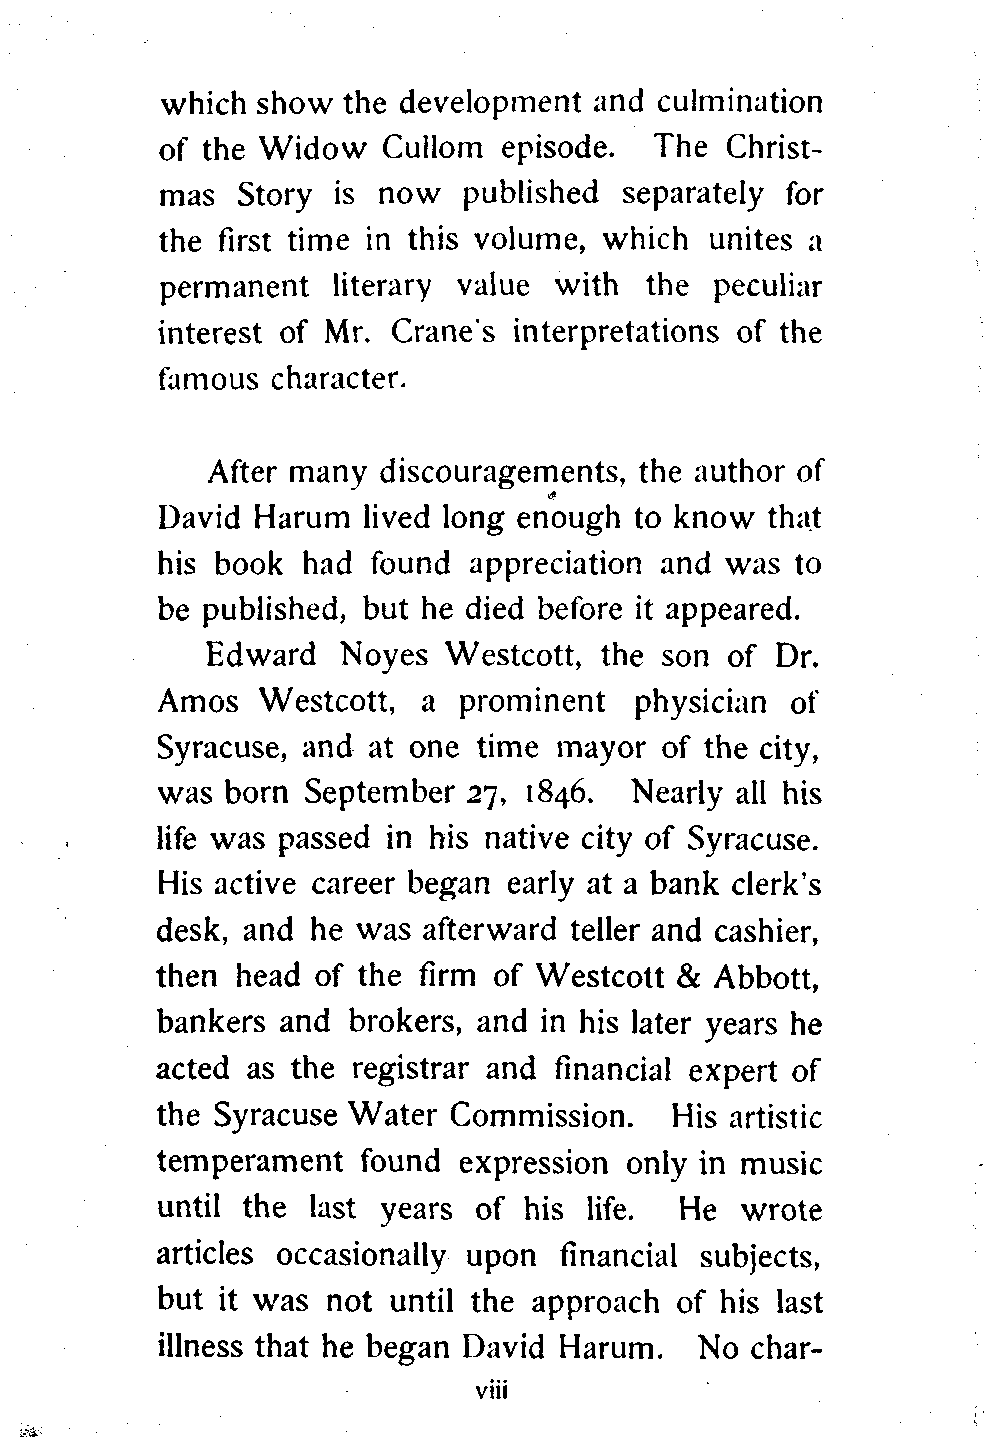 which show the development and culmination
of the Widow Cullom episode. The Christ-
mas Story is now published separately for
the first time in this volume, which unites a
permanent literary value with the peculiar
interest of Mr. Crane's interpretations of the
famous character.
After many discouragements, the author of
David Harum lived long enough to know that
his book had found appreciation and was to
be published, but he died before it appeared.
Edward Noyes Westcott, the son of Dr.
Amos Westcott, a prominent physician of
Syracuse, and at one time mayor of the city,
was born September 27, 1846. Nearly all his
life was passed in his native city of Syracuse.
His active career began early at a bank clerk's
desk, and he was afterward teller and cashier,
then head of the firm of Westcott & Abbott,
bankers and brokers, and in his later years he
acted as the registrar and financial expert of
the Syracuse Water Commission. His artistic
temperament found expression only in music
until the last years of his life. He wrote
articles occasionally upon financial subjects,
but it was not until the approach of his last
illness that he began David Harum. No char-
viii